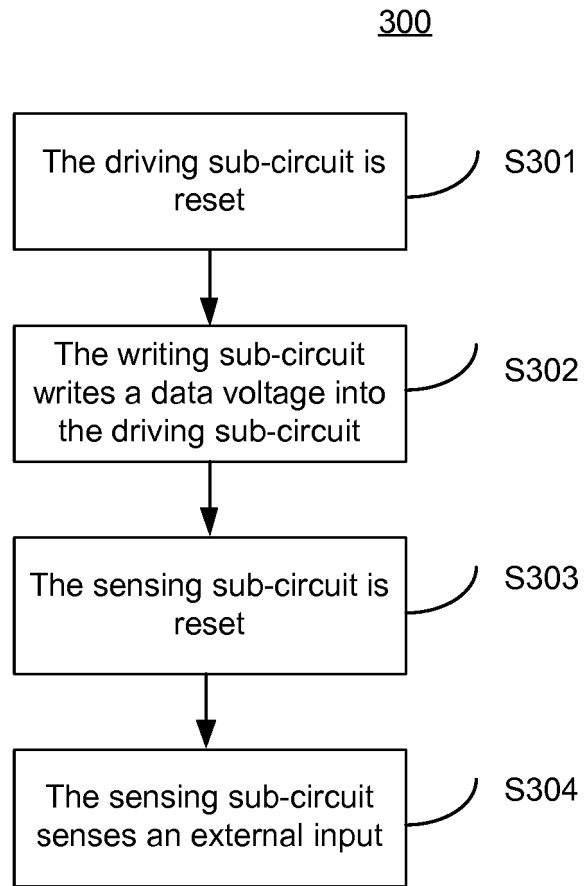 300
The driving sub-circuit is
reset
S301
The writing sub-circuit
writes a data voltage into
the driving sub-circuit
S302
The sensing sub-circuit is
reset
S303
The sensing sub-circuit
senses an external input
S304